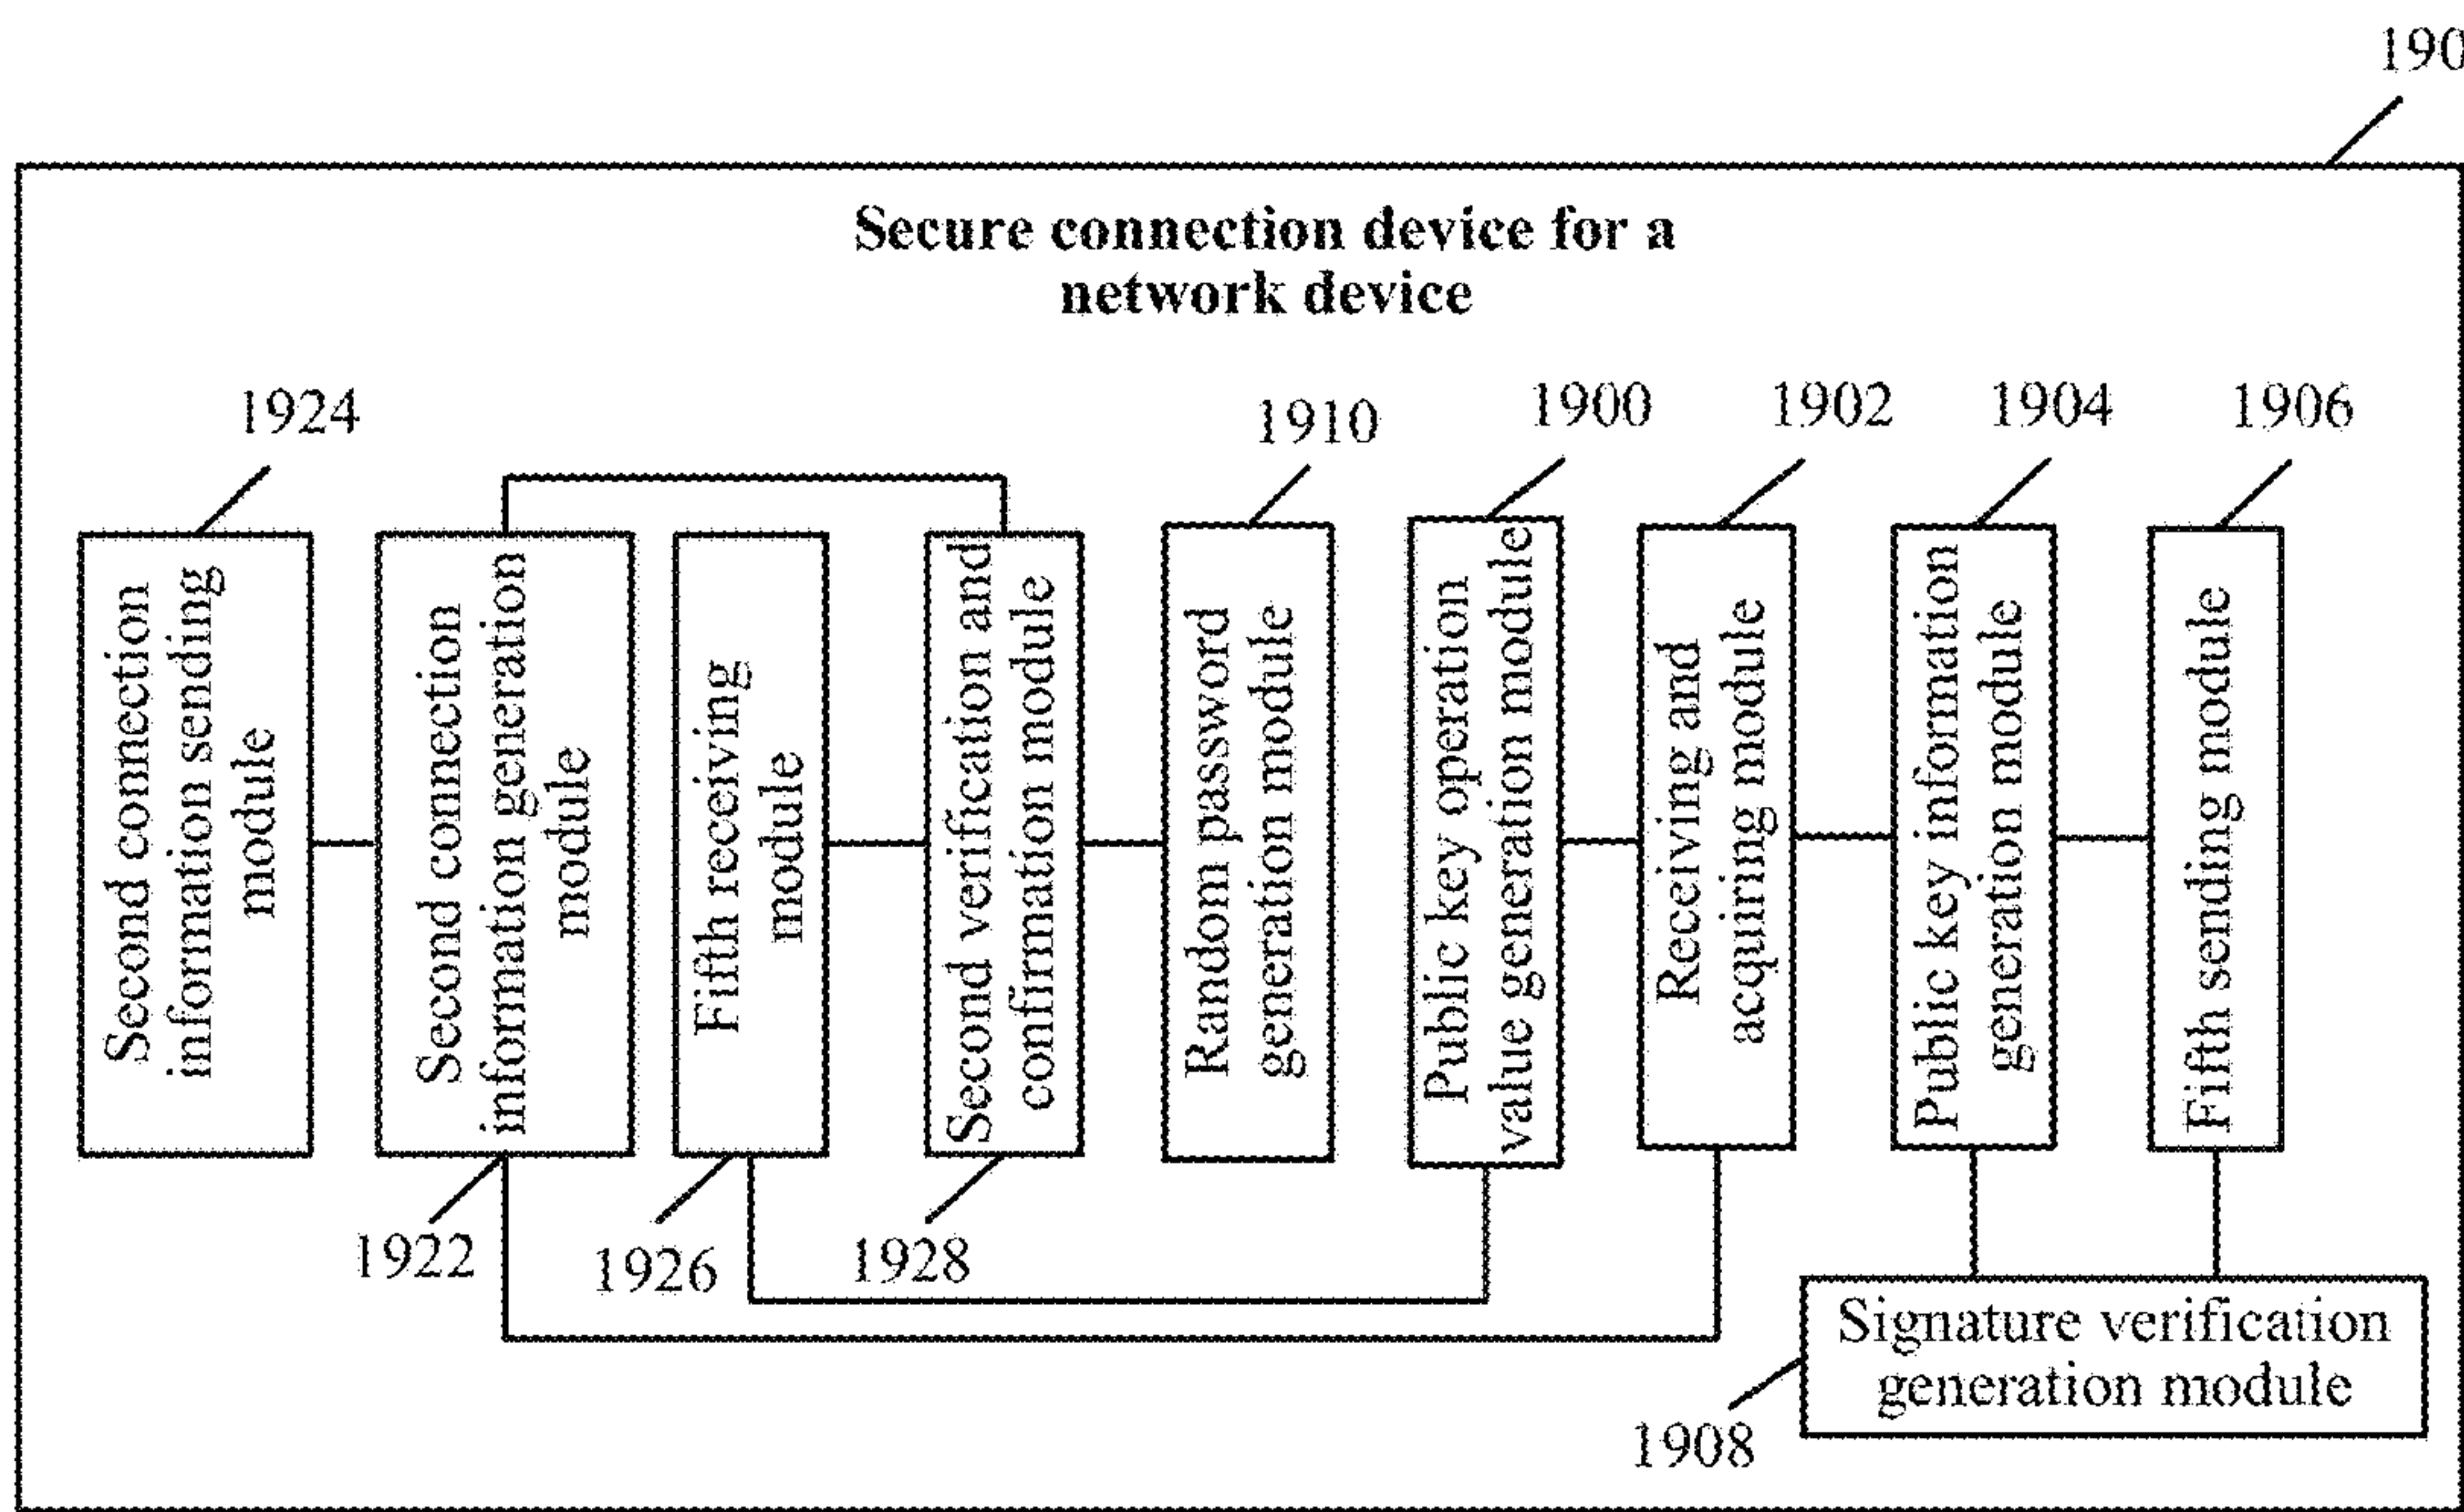 190
Secure connection device for a
network device
1924
1910
1900
1902
1904
1906
Second connection
information sending
module
Second connection
information generation
module
Fifth receiving
module
Second verification and
confirmation module
Random password
generation module
Public key operation
value generation module
Receiving and
acquiring module
Public key information
generation module
Fifth sending module
1922
1926
1928
Signature verification
generation module
1908